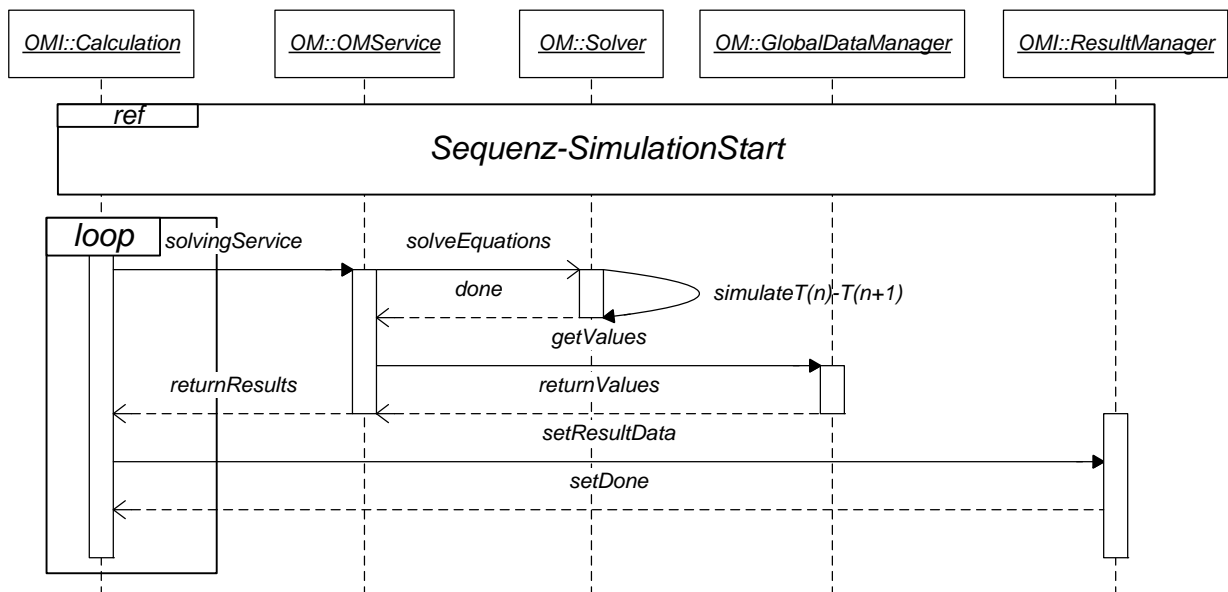 OMI::Calculation
OM::OMService
OM::Solver
OM::GlobalDataManager
OMI::ResultManager
ref
Sequenz-SimulationStart
loop
solvingService
solveEquations
done
simulateT(n)-T(n+1)
getValues
returnResults
returnValues
setResultData
setDone